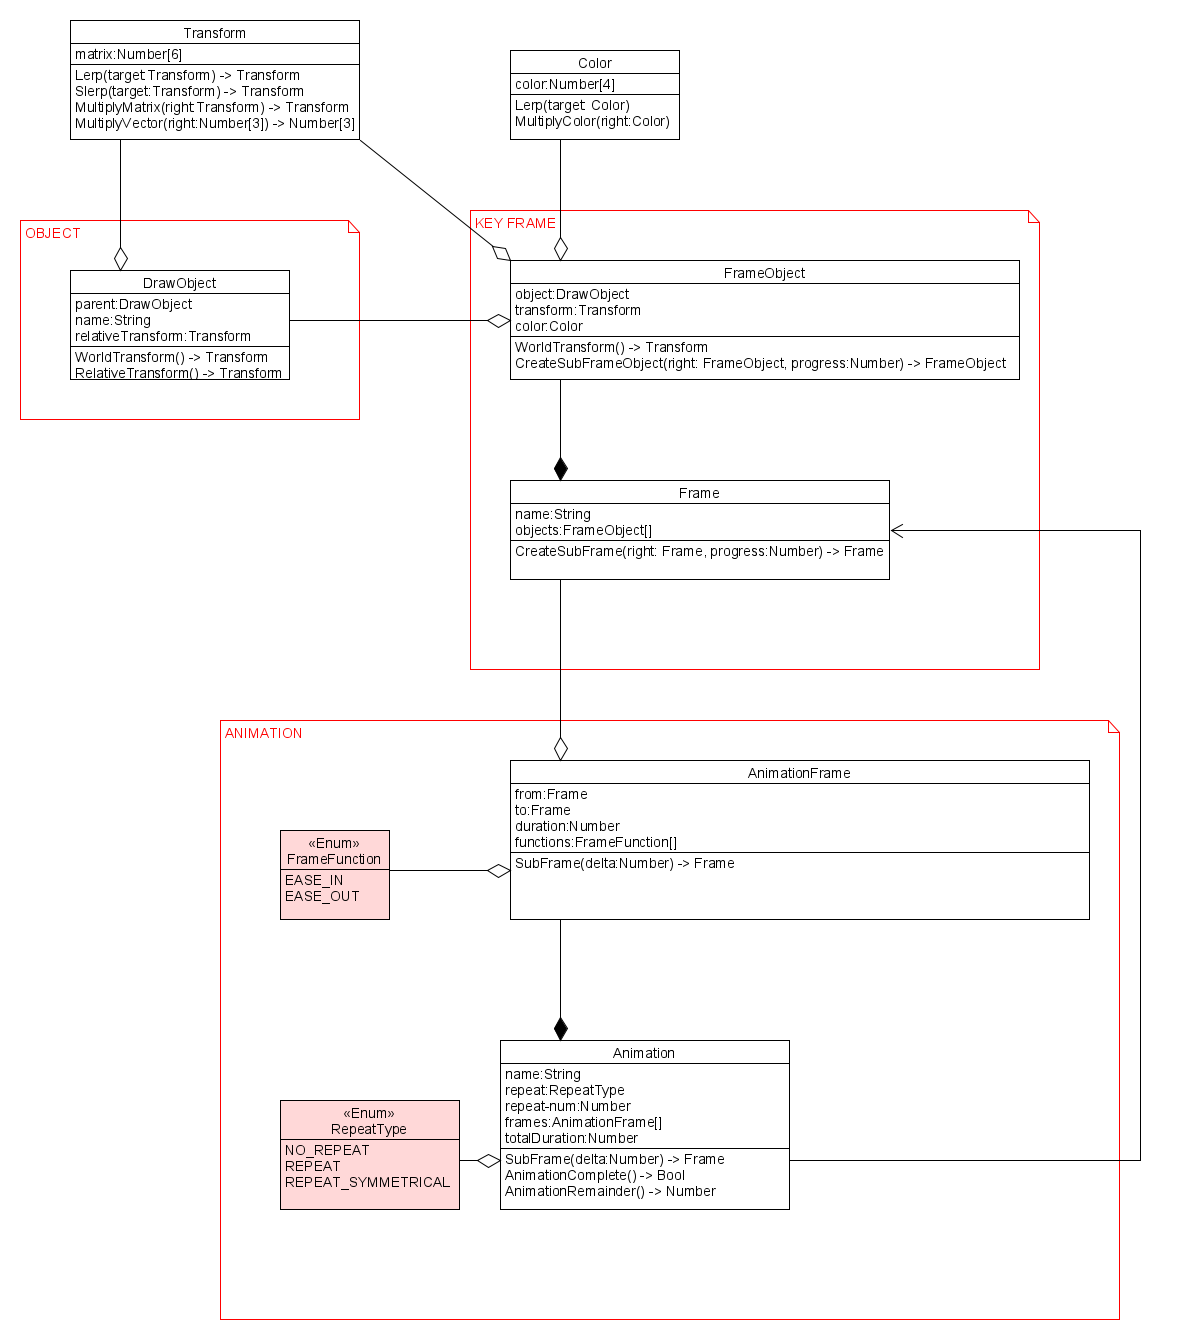 Transform
matrix:Number[6]
Lerp(target:Transform) -> Transform
Slerp(target:Transform) -> Transform
MultiplyMatrix(right:Transform) -> Transform
MultiplyVector(right:Number[3]) -> Number[3]
Color
color:Number[4]
Lerp(target: Color)
MultiplyColor(right:Color)
OBJECT
DrawObject
parent:DrawObject
name:String
relativeTransform:Transform
WorldTransform() -> Transform
RelativeTransform() -> Transform
KEY FRAME
FrameObject
object:DrawObject
transform:Transform
color:Color
WorldTransform() -> Transform
CreateSubFrameObject(right: FrameObject, progress:Number) -> FrameObject
Frame
name:String
objects:FrameObject[]
CreateSubFrame(right: Frame, progress:Number) -> Frame
ANIMATION
AnimationFrame
from:Frame
to:Frame
duration:Number
functions:FrameFunction[]
SubFrame(delta:Number) -> Frame
«Enum»
FrameFunction
EASE_IN
EASE_OUT
Animation
name:String
repeat:RepeatType
repeat-num:Number
frames:AnimationFrame[]
totalDuration:Number
SubFrame(delta:Number) -> Frame
AnimationComplete() -> Bool
AnimationRemainder() -> Number
«Enum»
RepeatType
NO_REPEAT
REPEAT
REPEAT_SYMMETRICAL